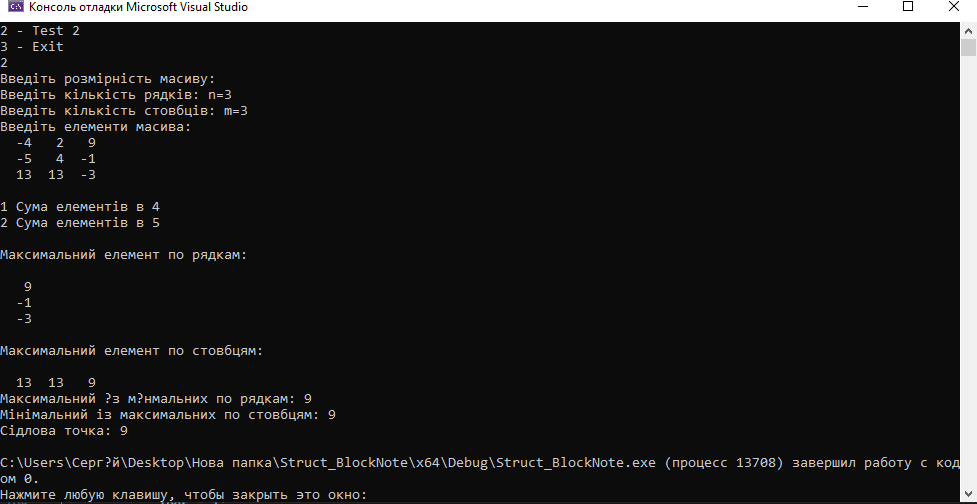 Консоль отладки Microsoft Visual Studio
2 - Test 2
3 - Exit
2
Введіть розмірність масиву:
Введіть кількість рядків: n=3
Введіть кількість стовбців: m=3
Введіть елементи масива:
-4 2 9
-5 4 -1
13 13 -3
1 Сума елементів в 4
2 Сума елементів в 5
Максимальний елемент по рядкам:
9
-1
-3
Максимальний елемент по стовбцям:
13 13 9
Максимальний ?з м?нмальних по рядкам: 9
Мінімальний із максимальних по стовбцям: 9
Сідлова точка: 9
C:\Users\Серг?й\Desktop\Нова папка\Struct_BlockNote\x64\Debug\Struct_BlockNote.exe (процесс 13708) завершил работу с код
ом 0.
Нажмите любую клавишу, чтобы закрыть это окно: